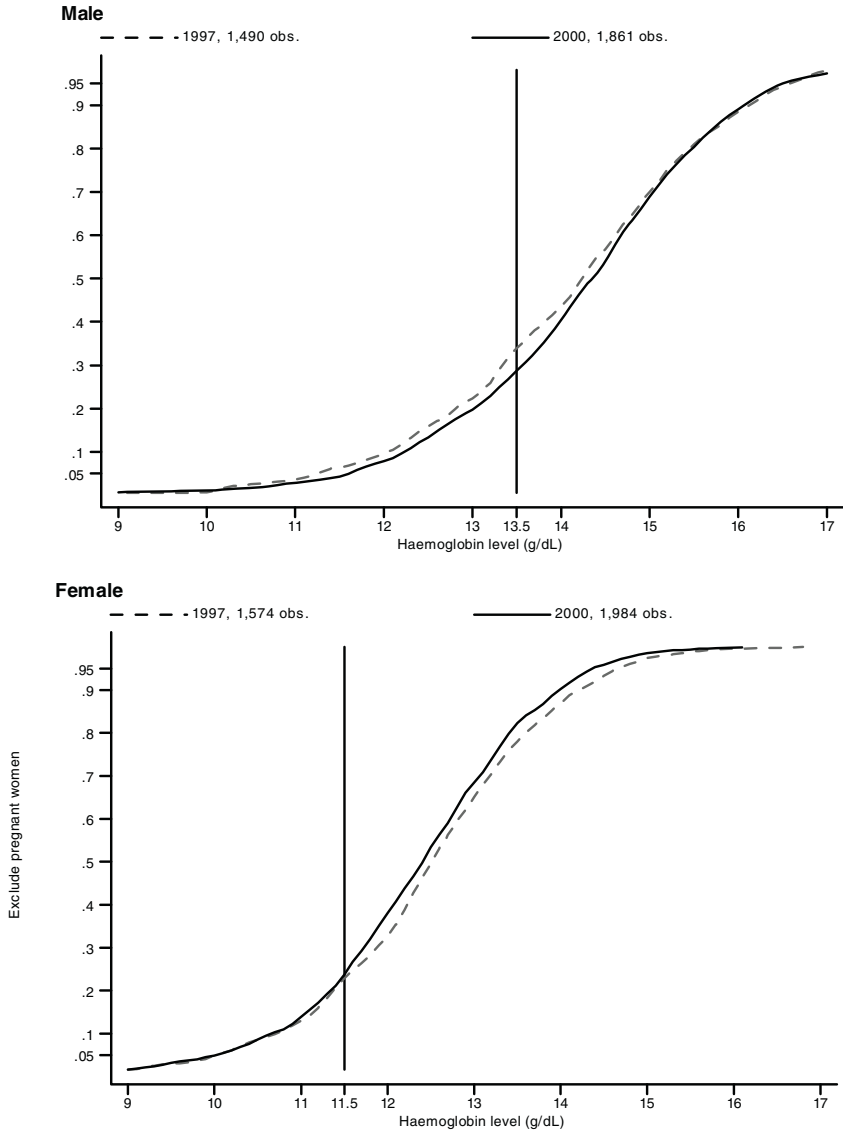 Male
1997, 1,490 obs.
2000, 1,861 obs.
.95
.9
.8
.7
.6
.5
.4
.3
.2
.1
.05
9 10 11 12 13 13.5 14 15 16 17
Haemoglobin level (g/dL)
Female
1997, 1,574 obs.
2000, 1,984 obs.
Exclude pregnant women
.95
.9
.8
.7
.6
.5
.4
.3
.2
.1
.05
9 10 11 11.5 12 13 14 15 16 17
Haemoglobin level (g/dL)